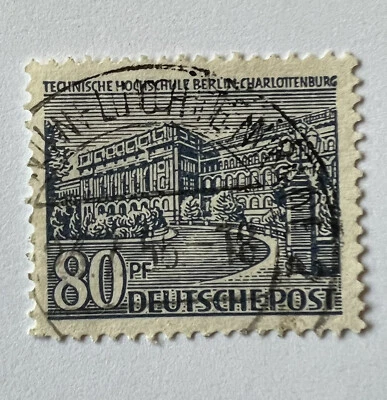 TECHNISCHE HOCHSCHULE BERLIN-CHARLOTTENBURG
80 PF
DEUTSCHE POST